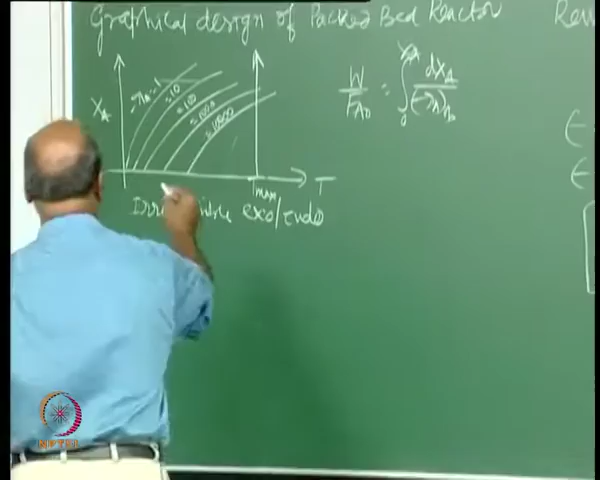 Graphical design of Packed Bed Reactor
-rA = 1
= 10
= 100
= 1000
= 10000
XA
T
Tmax
exo/endo
W/FA0 = ∫0^XA dXA/(-rA)b
NPTEL